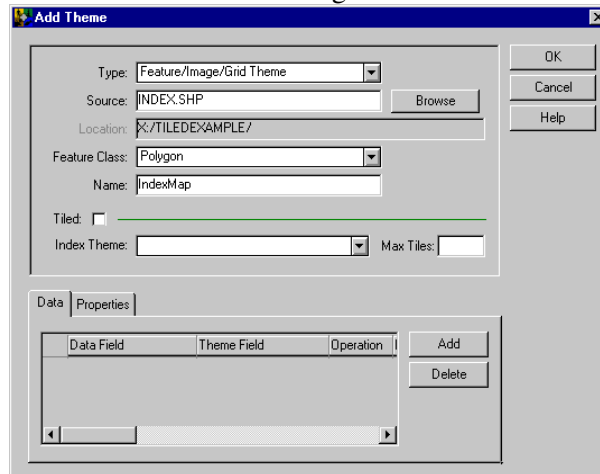 Add Theme
Type: Feature/Image/Grid Theme
OK
Source: INDEX.SHP Browse
Cancel
Location: X:/TILEDEXAMPLE/
Help
Feature Class: Polygon
Name: IndexMap
Tiled:
Index Theme: Max Tiles:
Data Properties
Data Field Theme Field Operation
Add
Delete